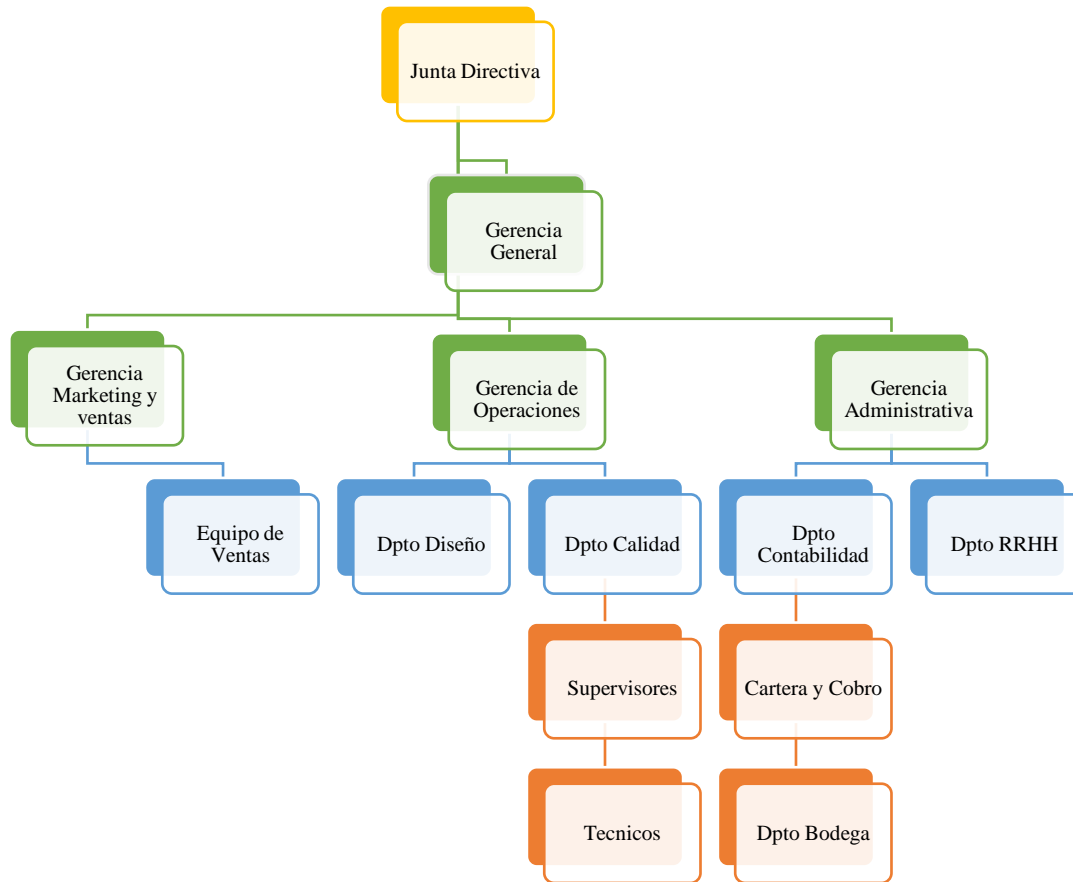 Junta Directiva
Gerencia
General
Gerencia
Marketing y
ventas
Gerencia de
Operaciones
Gerencia
Administrativa
Equipo de
Ventas
Dpto Diseño
Dpto Calidad
Dpto
Contabilidad
Dpto RRHH
Supervisores
Cartera y Cobro
Tecnicos
Dpto Bodega